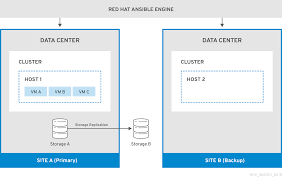 RED HAT ANSIBLE ENGINE
DATA CENTER
CLUSTER
HOST 1
VM A VM B VM C
Storage Replication
Storage A
Storage B
SITE A (Primary)
DATA CENTER
CLUSTER
HOST 2
SITE B (Backup)